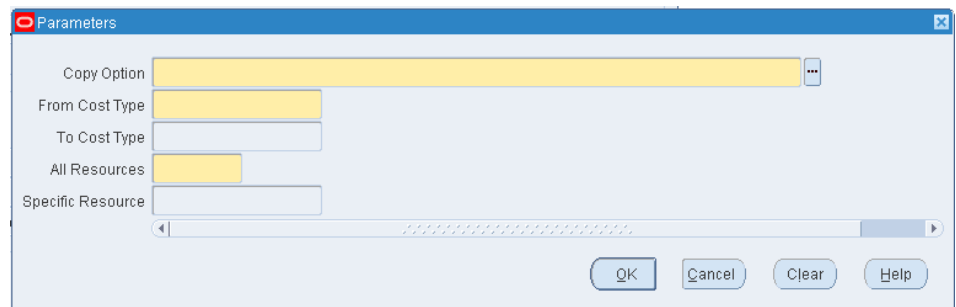 Parameters
Copy Option
From Cost Type
To Cost Type
All Resources
Specific Resource
OK Cancel Clear Help